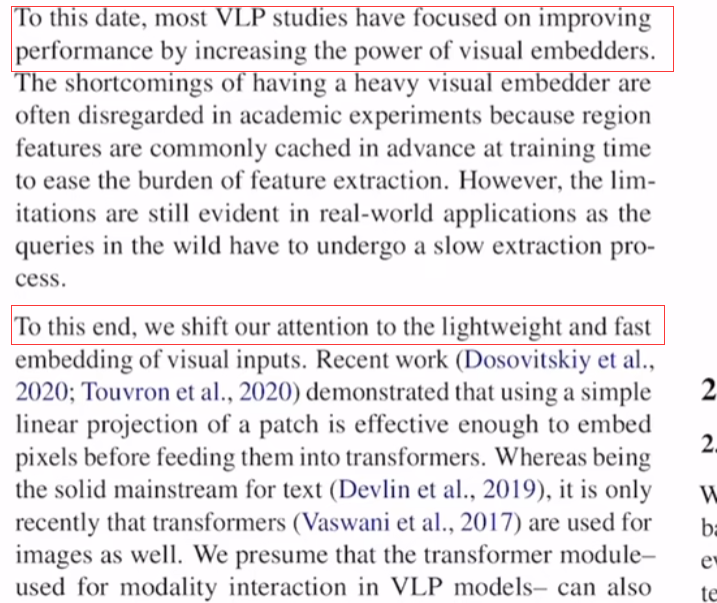 To this date, most VLP studies have focused on improving
performance by increasing the power of visual embedders.
The shortcomings of having a heavy visual embedder are
often disregarded in academic experiments because region
features are commonly cached in advance at training time
to ease the burden of feature extraction. However, the lim-
itations are still evident in real-world applications as the
queries in the wild have to undergo a slow extraction pro-
cess.
To this end, we shift our attention to the lightweight and fast
embedding of visual inputs. Recent work (Dosovitskiy et al.,
2020; Touvron et al., 2020) demonstrated that using a simple
linear projection of a patch is effective enough to embed
pixels before feeding them into transformers. Whereas being
the solid mainstream for text (Devlin et al., 2019), it is only
recently that transformers (Vaswani et al., 2017) are used for
images as well. We presume that the transformer module–
used for modality interaction in VLP models– can also
2
2.
W
ba
ev
te